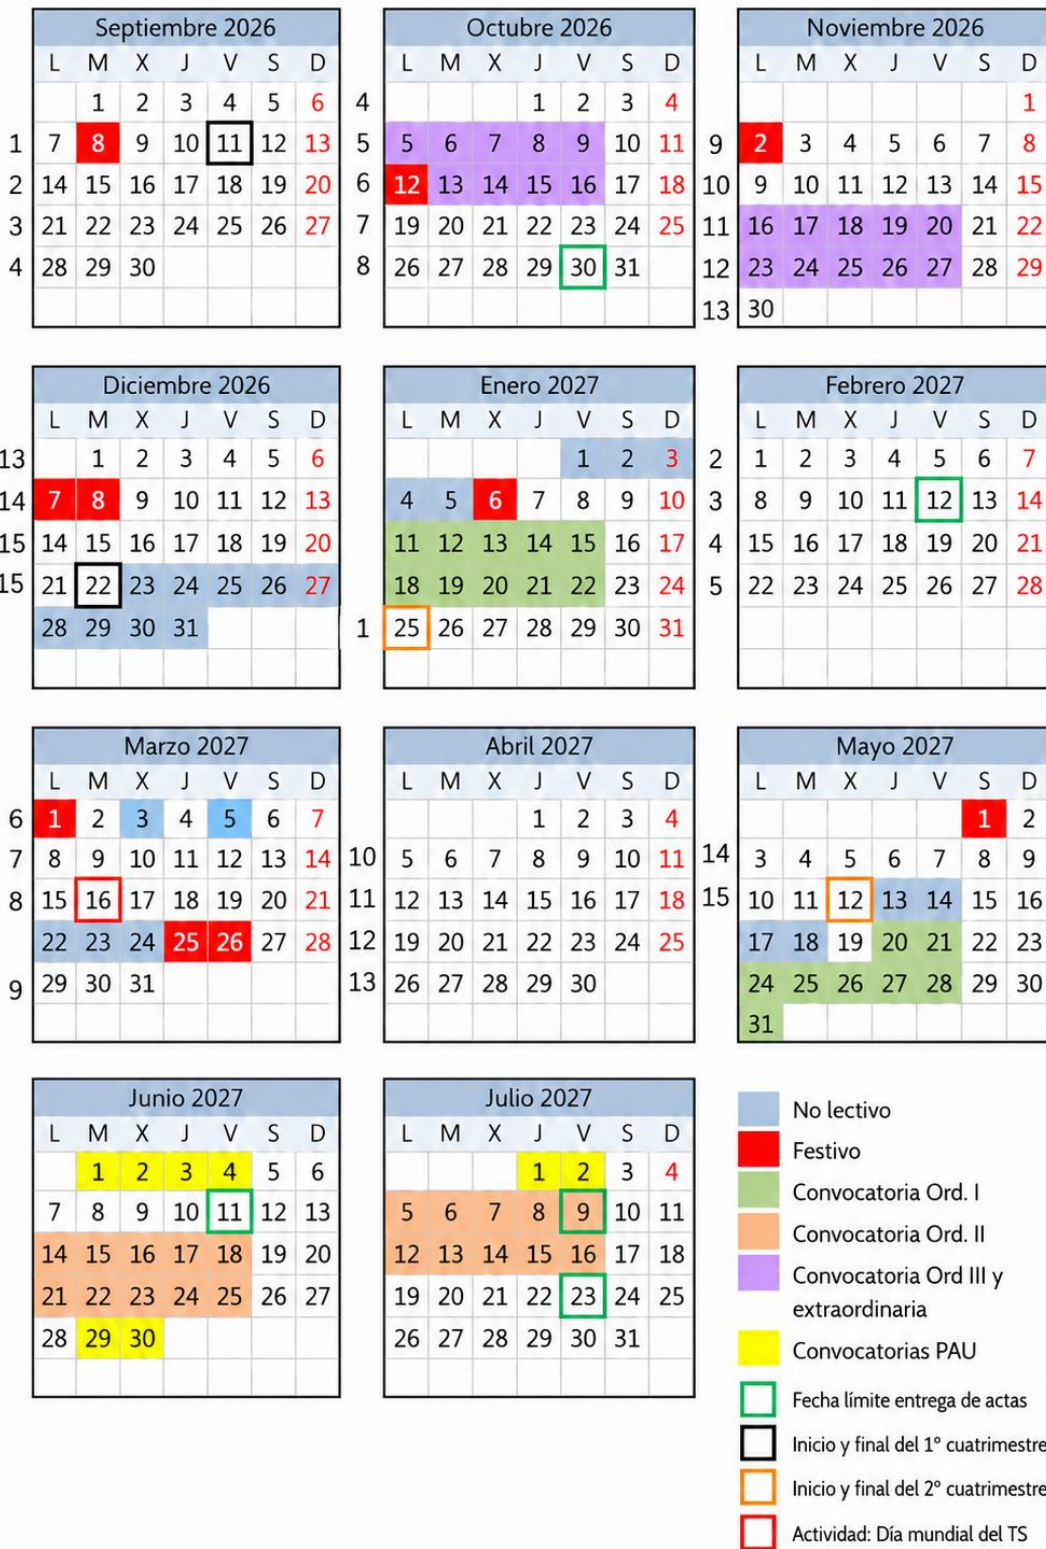 Septiembre 2026
L M X J V S D
1 2 3 4 5 6
1 7 8 9 10 11 12 13
2 14 15 16 17 18 19 20
3 21 22 23 24 25 26 27
4 28 29 30
Octubre 2026
L M X J V S D
4 1 2 3 4
5 5 6 7 8 9 10 11
6 12 13 14 15 16 17 18
7 19 20 21 22 23 24 25
8 26 27 28 29 30 31
Noviembre 2026
L M X J V S D
1
9 2 3 4 5 6 7 8
10 9 10 11 12 13 14 15
11 16 17 18 19 20 21 22
12 23 24 25 26 27 28 29
13 30
Diciembre 2026
L M X J V S D
13 1 2 3 4 5 6
14 7 8 9 10 11 12 13
15 14 15 16 17 18 19 20
15 21 22 23 24 25 26 27
28 29 30 31
Enero 2027
L M X J V S D
1 2 3
4 5 6 7 8 9 10
11 12 13 14 15 16 17
18 19 20 21 22 23 24
1 25 26 27 28 29 30 31
Febrero 2027
L M X J V S D
2 1 2 3 4 5 6 7
3 8 9 10 11 12 13 14
4 15 16 17 18 19 20 21
5 22 23 24 25 26 27 28
Marzo 2027
L M X J V S D
6 1 2 3 4 5 6 7
7 8 9 10 11 12 13 14
8 15 16 17 18 19 20 21
22 23 24 25 26 27 28
9 29 30 31
Abril 2027
L M X J V S D
1 2 3 4
10 5 6 7 8 9 10 11
11 12 13 14 15 16 17 18
12 19 20 21 22 23 24 25
13 26 27 28 29 30
Mayo 2027
L M X J V S D
1 2
14 3 4 5 6 7 8 9
15 10 11 12 13 14 15 16
17 18 19 20 21 22 23
24 25 26 27 28 29 30
31
Junio 2027
L M X J V S D
1 2 3 4 5 6
7 8 9 10 11 12 13
14 15 16 17 18 19 20
21 22 23 24 25 26 27
28 29 30
Julio 2027
L M X J V S D
1 2 3 4
5 6 7 8 9 10 11
12 13 14 15 16 17 18
19 20 21 22 23 24 25
26 27 28 29 30 31
No lectivo
Festivo
Convocatoria Ord. I
Convocatoria Ord. II
Convocatoria Ord III y
extraordinaria
Convocatorias PAU
Fecha límite entrega de actas
Inicio y final del 1º cuatrimestre
Inicio y final del 2º cuatrimestre
Actividad: Día mundial del TS